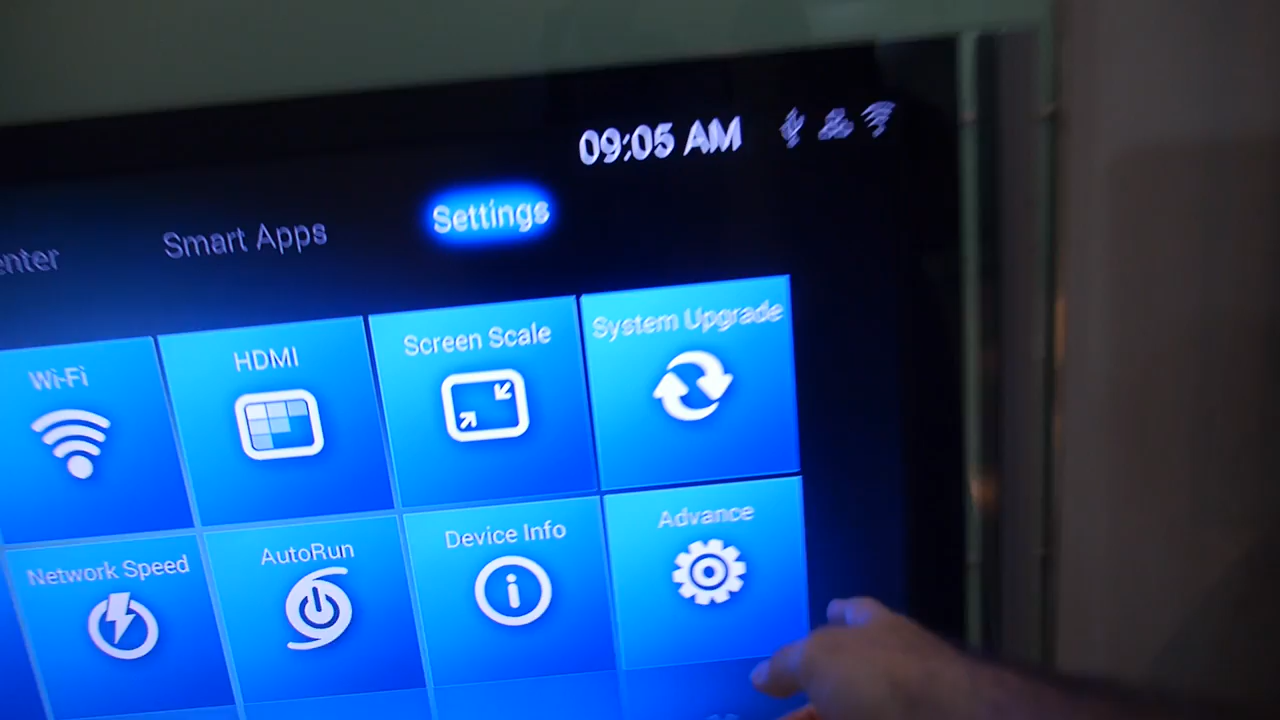 09:05 AM
Smart Apps
Settings
Wi-Fi
HDMI
Screen Scale
System Upgrade
Network Speed
AutoRun
Device Info
Advance